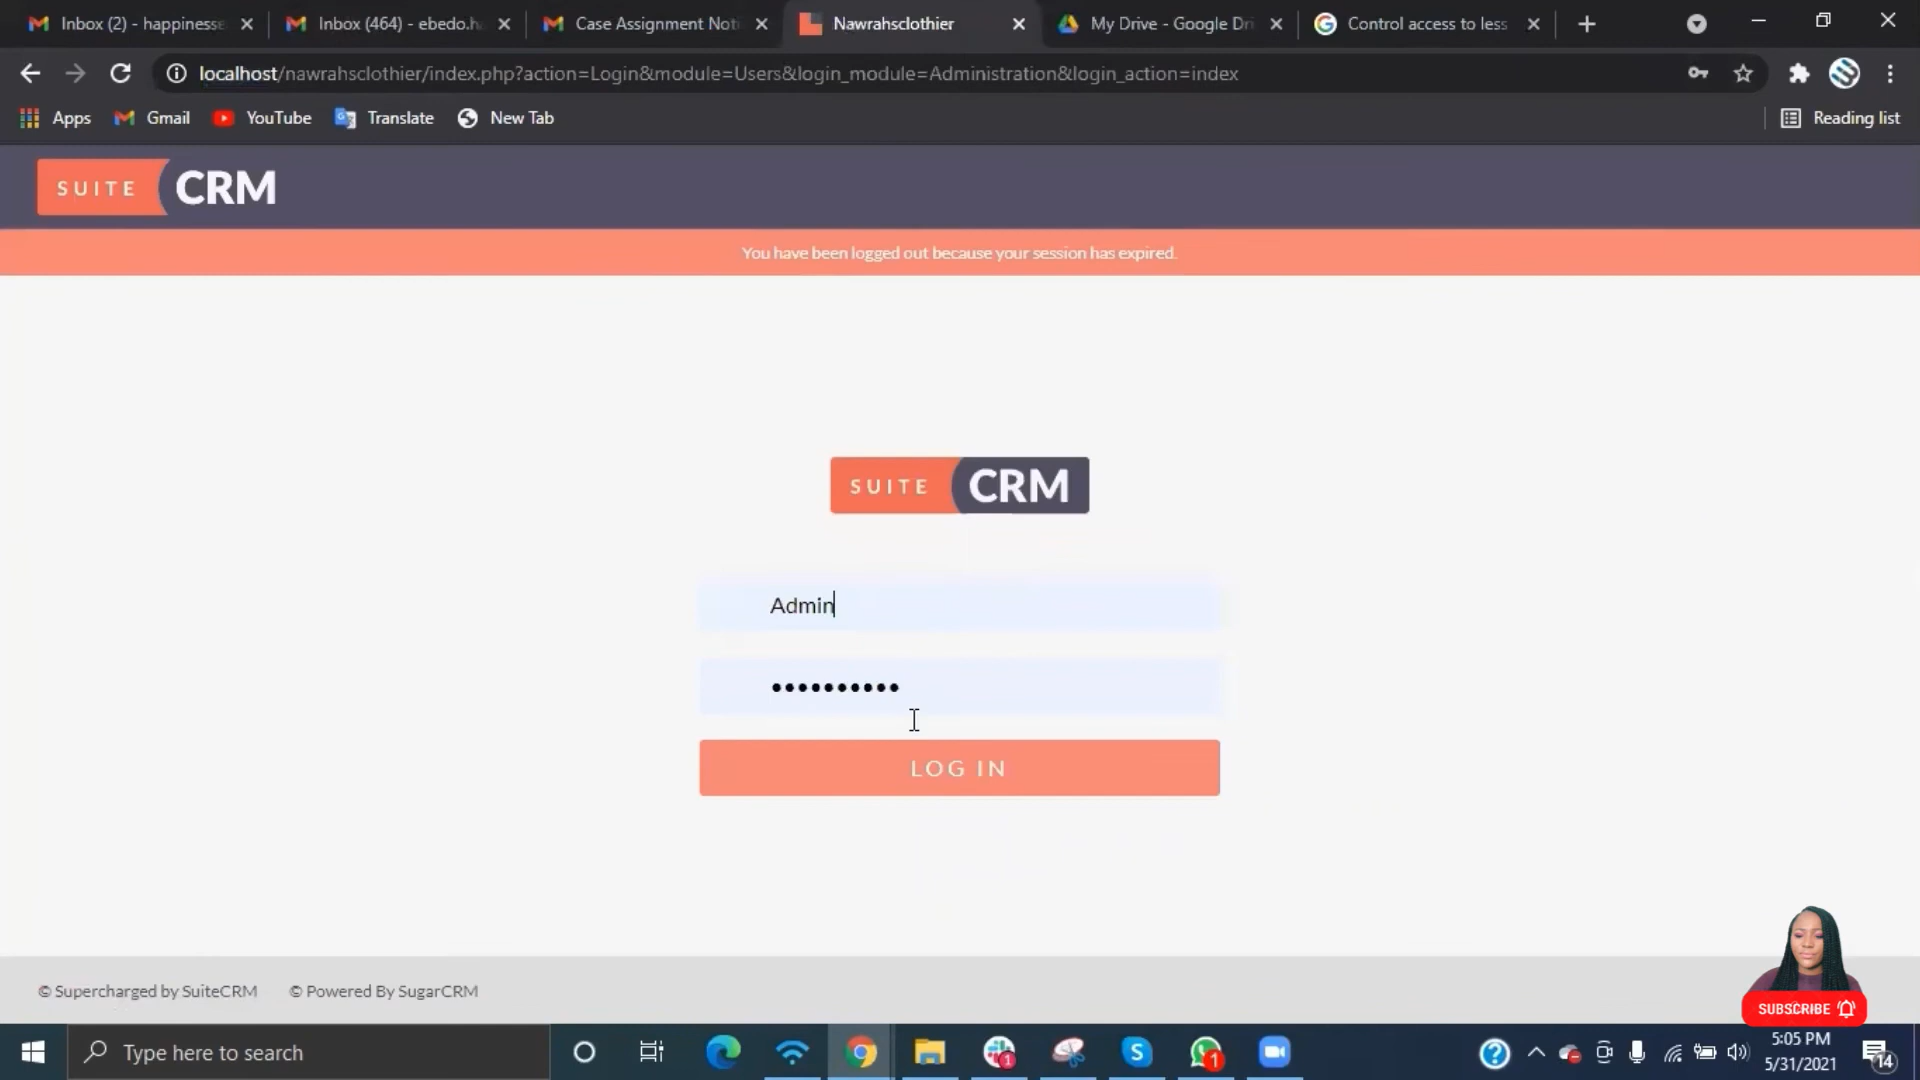 Inbox (2) - happinesse
Inbox (464) - ebedo.h
Case Assignment Noti
Nawrahsclothier
My Drive - Google Dri
Control access to less
localhost/nawrahsclothier/index.php?action=Login&module=Users&login_module=Administration&login_action=index
Apps
Gmail
YouTube
Translate
New Tab
Reading list
SUITE CRM
You have been logged out because your session has expired.
SUITE CRM
Admin
LOG IN
© Supercharged by SuiteCRM
© Powered By SugarCRM
SUBSCRIBE
Type here to search
1
S
1
5:05 PM
5/31/2021
14